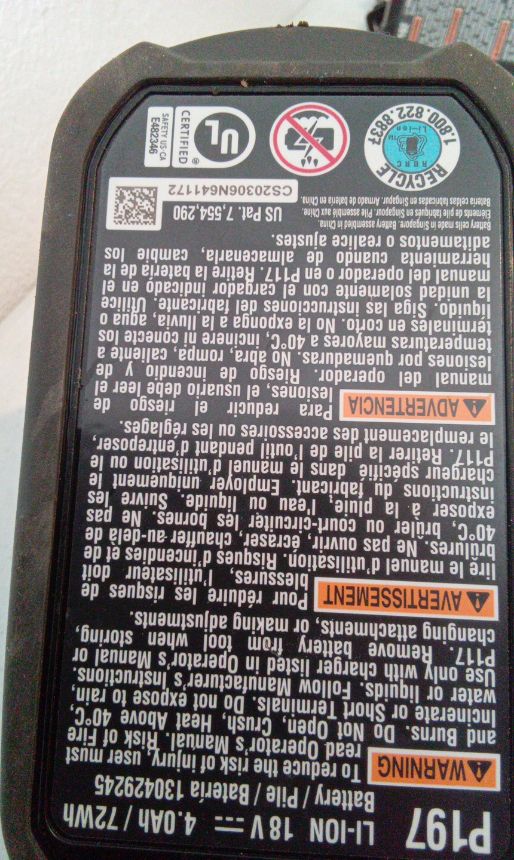 P197 LI-ION 18 V ⎓ 4.0Ah / 72Wh
Battery / Pile / Batería 130429245
WARNING To reduce the risk of injury, user must
read Operator's Manual. Risk of Fire
and Burns. Do Not Open, Crush, Heat Above 40°C,
Incinerate or Short Terminals. Do not expose to rain,
water or liquids. Follow Manufacturer's Instructions.
Use only with charger listed in Operator's Manual or
P117. Remove battery from tool when storing,
changing attachments, or making adjustments.
AVERTISSEMENT Pour réduire les risques de
blessures, l'utilisateur doit
lire le manuel d'utilisation. Risques d'incendies et de
brûlures. Ne pas ouvrir, écraser, chauffer au-delà de
40°C, brûler ou court-circuiter les bornes. Ne pas
exposer à la pluie, l'eau ou liquide. Suivre les
instructions du fabricant. Employer uniquement le
chargeur spécifié dans le manuel d'utilisation ou le
P117. Retirer la pile de l'outil pendant d'entreposer,
le remplacement des accessoires ou les réglages.
ADVERTENCIA Para reducir el riesgo de
lesiones, el usuario debe leer el
manual del operador. Riesgo de incendio y de
lesiones por quemaduras. No abra, rompa, caliente a
temperaturas mayores a 40°C, incinere ni conecte los
terminales en corto. No la exponga a la lluvia, agua o
líquido. Siga las instrucciones del fabricante. Utilice
la unidad solamente con el cargador indicado en el
manual del operador o en P117. Retire la batería de la
herramienta cuando de almacenarla, cambie los
aditamentos o realice ajustes.
Battery cells made in Singapore. Battery assembled in China.
Éléments de pile fabriqués en Singapour. Pile assemblé aux Chine.
Batería celdas fabricadas en Singapur. Armado de batería en China.
US Pat. 7,554,290
CS20306N641172
RBRC
Li-ion
RECYCLE
1.800.822.8837
UL
CERTIFIED
SAFETY US-CA
E482346